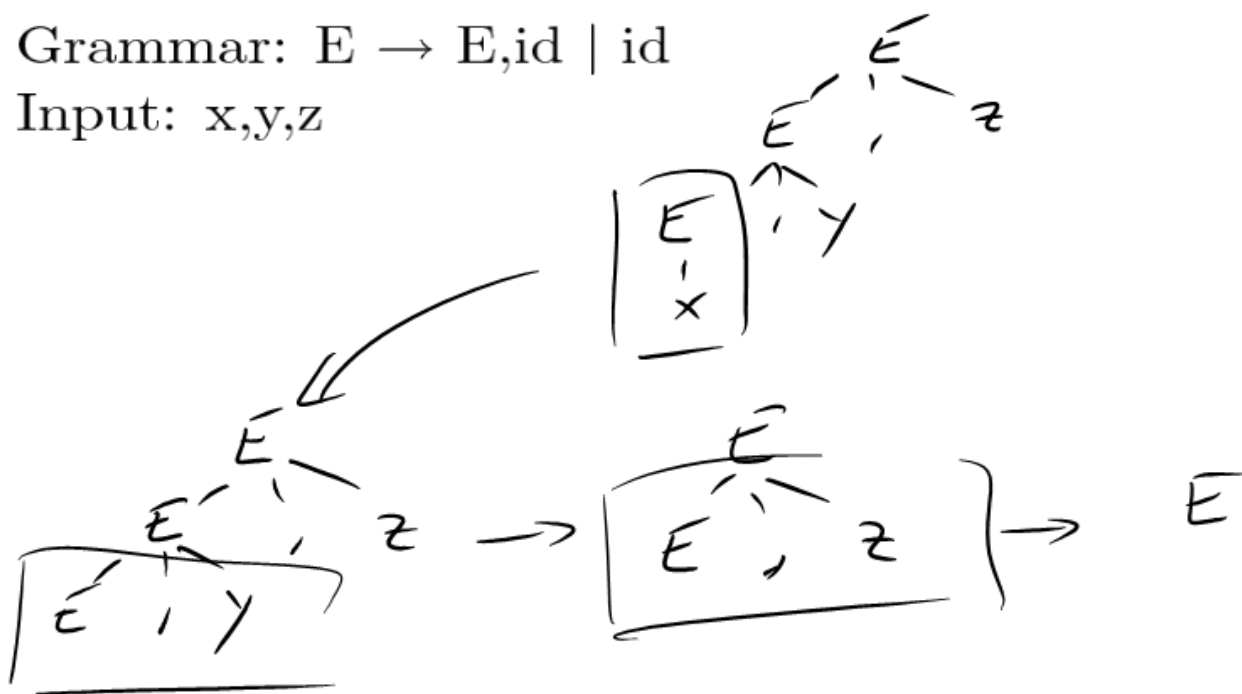 Grammar: E → E,id | id
Input: x,y,z
E
E , z
E , y
x
E
E , z
E , y
→
E
E , z
→
E